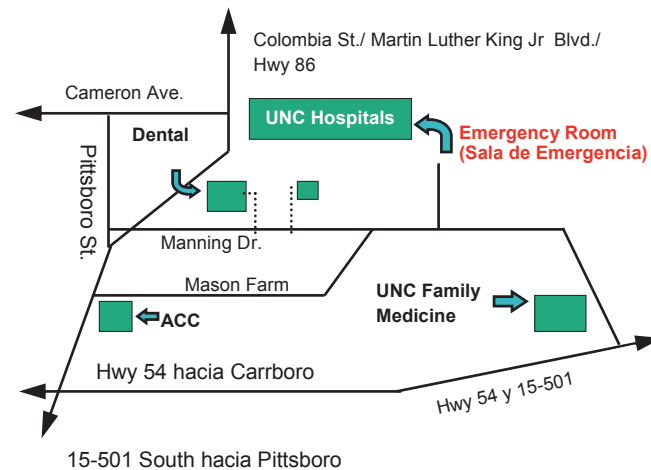 Colombia St./ Martin Luther King Jr Blvd./
Hwy 86
Cameron Ave.
Dental
UNC Hospitals
Emergency Room
(Sala de Emergencia)
Pittsboro St.
Manning Dr.
Mason Farm
UNC Family
Medicine
ACC
Hwy 54 hacia Carrboro
Hwy 54 y 15-501
15-501 South hacia Pittsboro